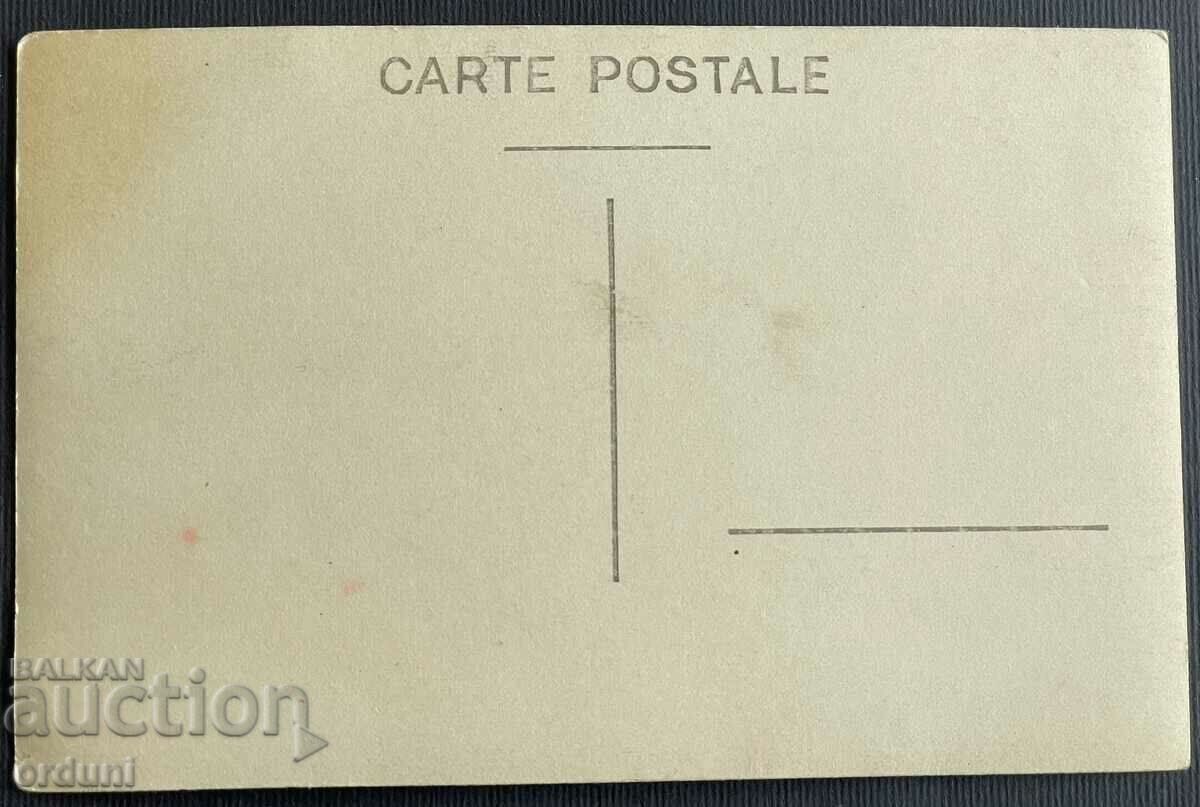 CARTE POSTALE
BALKAN
auction
orduni